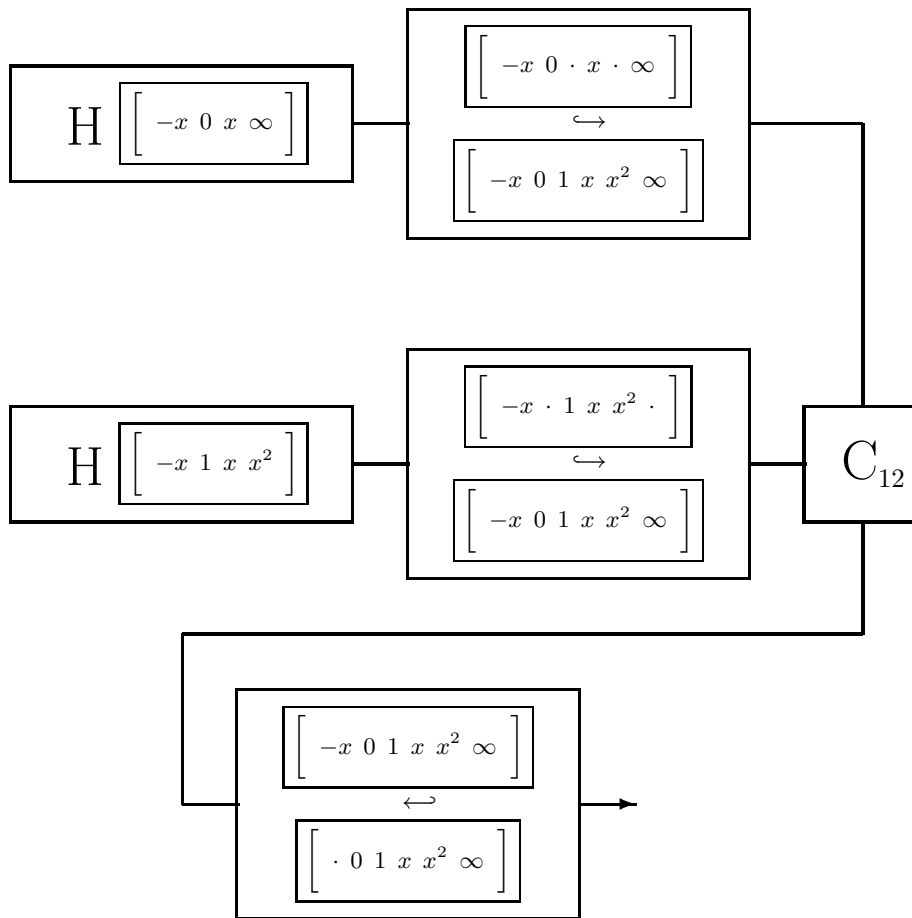 [ −x 0 · x · ∞ ]
H [ −x 0 x ∞ ]
↪
[ −x 0 1 x x² ∞ ]
[ −x · 1 x x² · ]
H [ −x 1 x x² ]
↪
C₁₂
[ −x 0 1 x x² ∞ ]
[ −x 0 1 x x² ∞ ]
↩
[ · 0 1 x x² ∞ ]